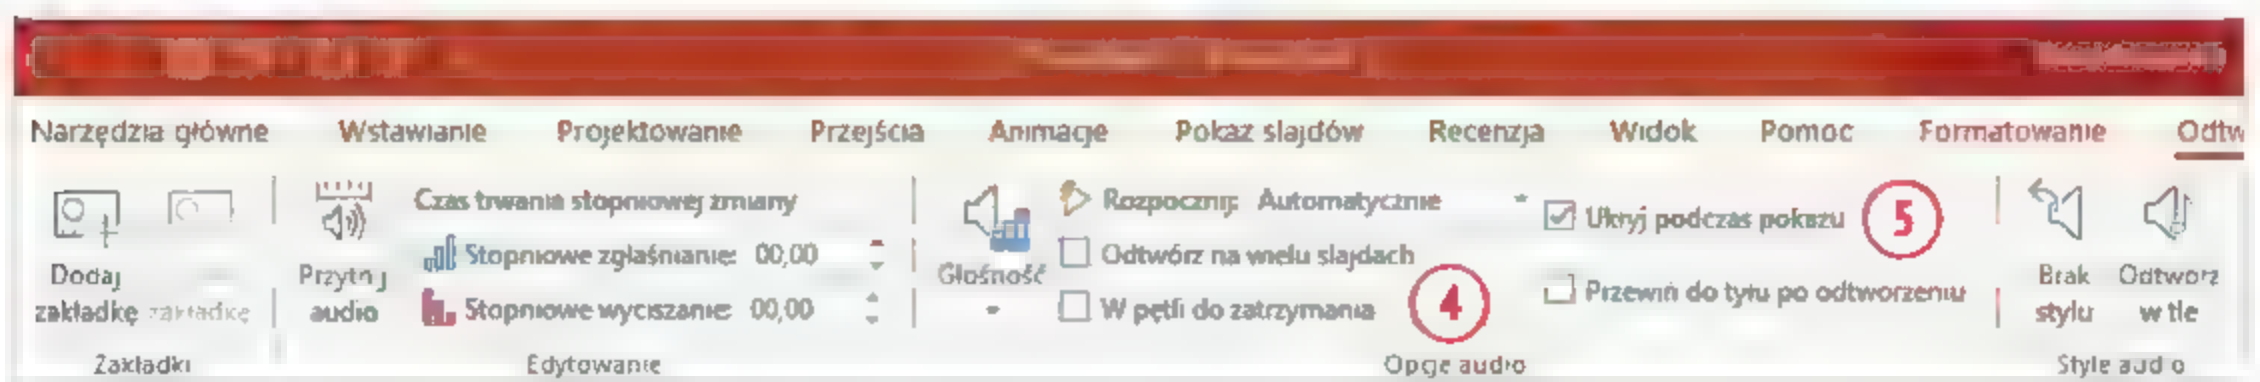 Narzędzia główne Wstawianie Projektowanie Przejścia Animacje Pokaz slajdów Recenzja Widok Pomoc Formatowanie Odtw
Dodaj zakładkę
zakładkę
Zakładki
Przytnij audio
Czas trwania stopniowej zmiany
Stopniowe zgłaśnianie: 00,00
Stopniowe wyciszanie: 00,00
Edytowanie
Głośność
Rozpocznij: Automatycznie
Odtwórz na wielu slajdach
W pętli do zatrzymania
4
Ukryj podczas pokazu
5
Przewiń do tyłu po odtworzeniu
Opcje audio
Brak stylu
Odtwórz w tle
Style audio